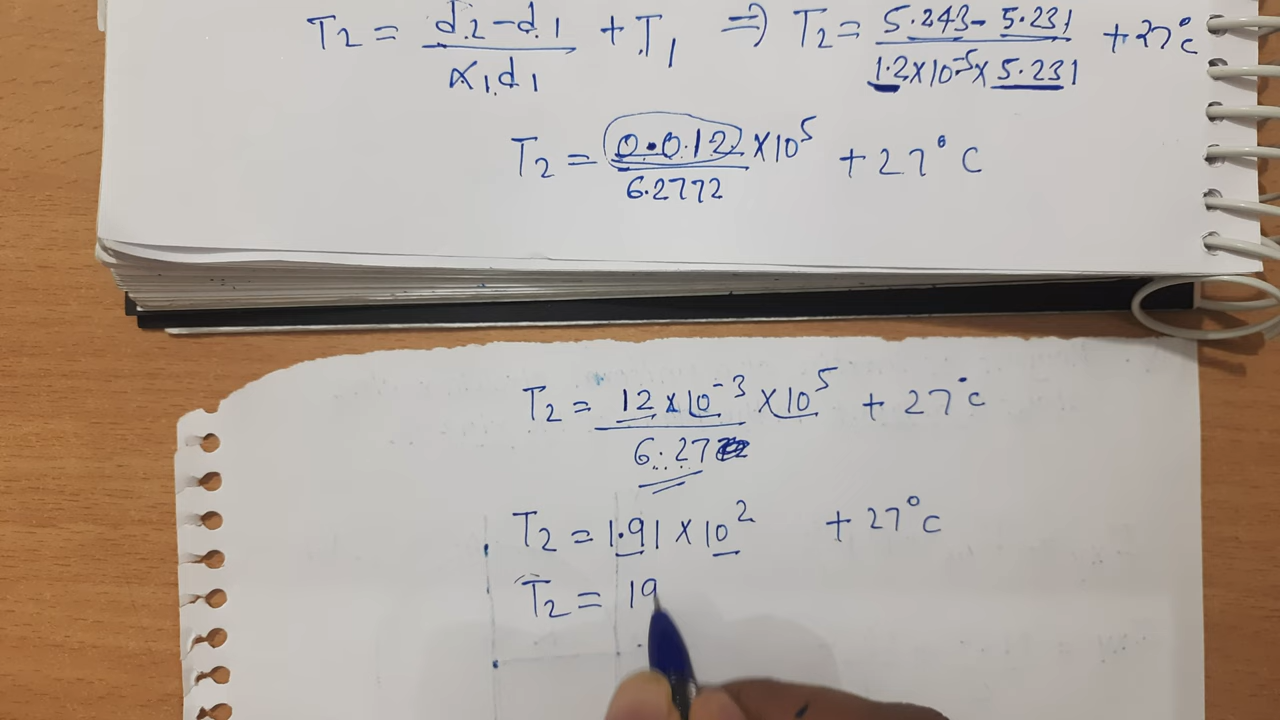 T₂ = d₂-d₁/α₁d₁ + T₁ ⇒ T₂ = 5.243-5.231/1.2×10⁻⁵×5.231 +27°C
T₂ = 0.012/6.2772 ×10⁵ +27°C
T₂ = 12×10⁻³/6.27 ×10⁵ + 27°C
T₂ = 1.91×10² +27°C
T₂ = 19